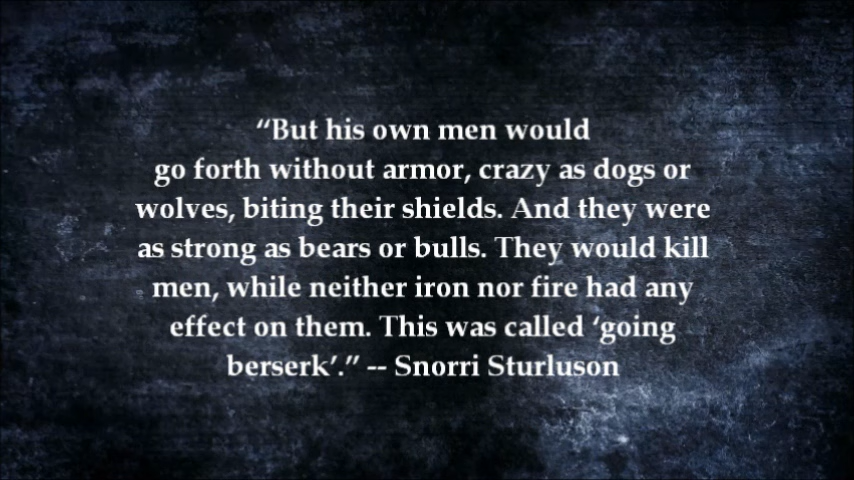 “But his own men would
go forth without armor, crazy as dogs or
wolves, biting their shields. And they were
as strong as bears or bulls. They would kill
men, while neither iron nor fire had any
effect on them. This was called ‘going
berserk’.” -- Snorri Sturluson